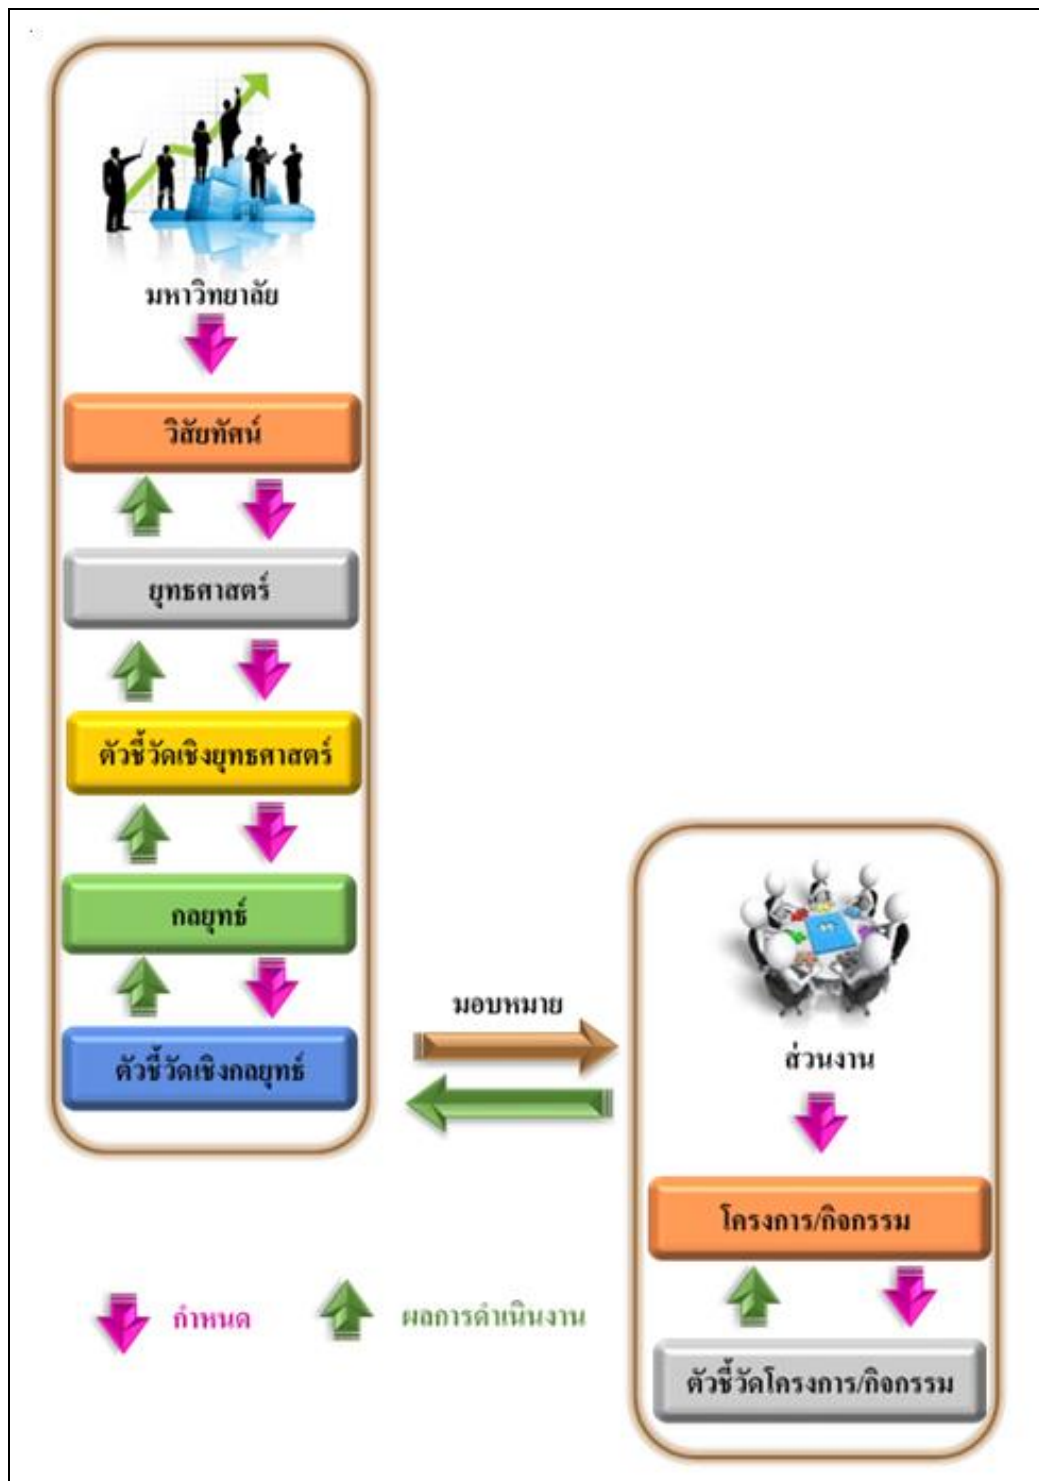 มหาวิทยาลัย
วิสัยทัศน์
ยุทธศาสตร์
ตัวชี้วัดเชิงยุทธศาสตร์
กลยุทธ์
ตัวชี้วัดเชิงกลยุทธ์
มอบหมาย
ส่วนงาน
โครงการ/กิจกรรม
ตัวชี้วัดโครงการ/กิจกรรม
กำหนด
ผลการดำเนินงาน